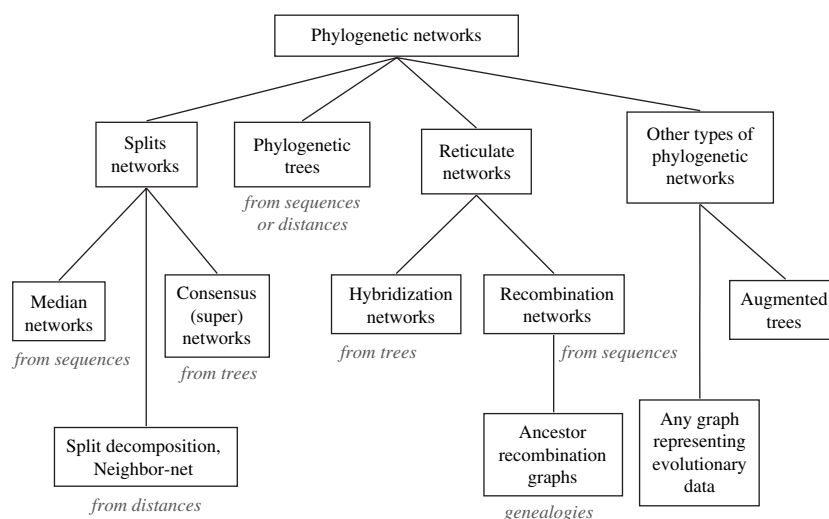 Phylogenetic networks
Splits
networks
Phylogenetic
trees
from sequences
or distances
Reticulate
networks
Other types of
phylogenetic
networks
Median
networks
from sequences
Consensus
(super)
networks
from trees
Hybridization
networks
from trees
Recombination
networks
from sequences
Augmented
trees
Split decomposition,
Neighbor-net
from distances
Ancestor
recombination
graphs
genealogies
Any graph
representing
evolutionary
data